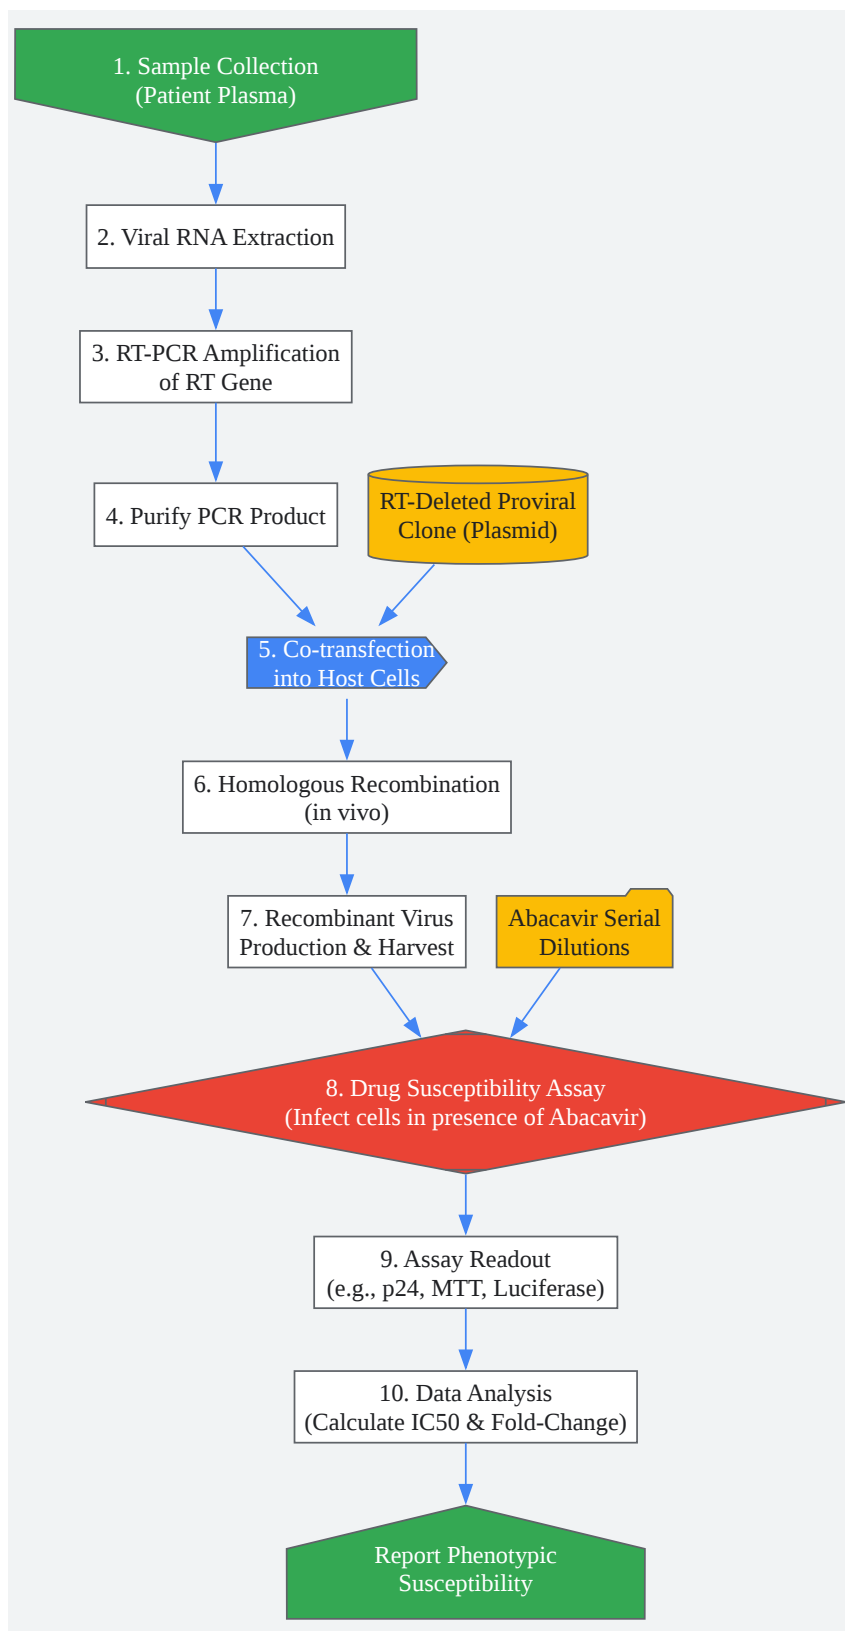 1. Sample Collection
(Patient Plasma)
2. Viral RNA Extraction
3. RT-PCR Amplification
of RT Gene
4. Purify PCR Product
RT-Deleted Proviral
Clone (Plasmid)
5. Co-transfection
into Host Cells
6. Homologous Recombination
(in vivo)
7. Recombinant Virus
Production & Harvest
Abacavir Serial
Dilutions
8. Drug Susceptibility Assay
(Infect cells in presence of Abacavir)
9. Assay Readout
(e.g., p24, MTT, Luciferase)
10. Data Analysis
(Calculate IC50 & Fold-Change)
Report Phenotypic
Susceptibility